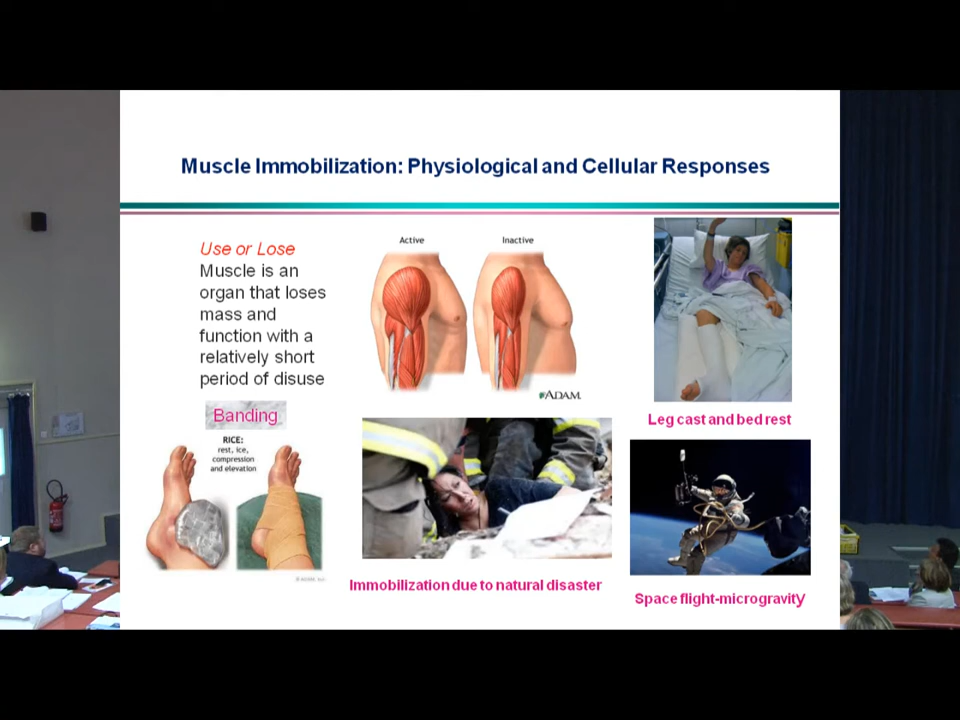 Muscle Immobilization: Physiological and Cellular Responses
Use or Lose
Muscle is an
organ that loses
mass and
function with a
relatively short
period of disuse
Active
Inactive
ADAM.
Leg cast and bed rest
Banding
RICE:
rest, ice,
compression
and elevation
© ADAM, Inc.
Immobilization due to natural disaster
Space flight-microgravity